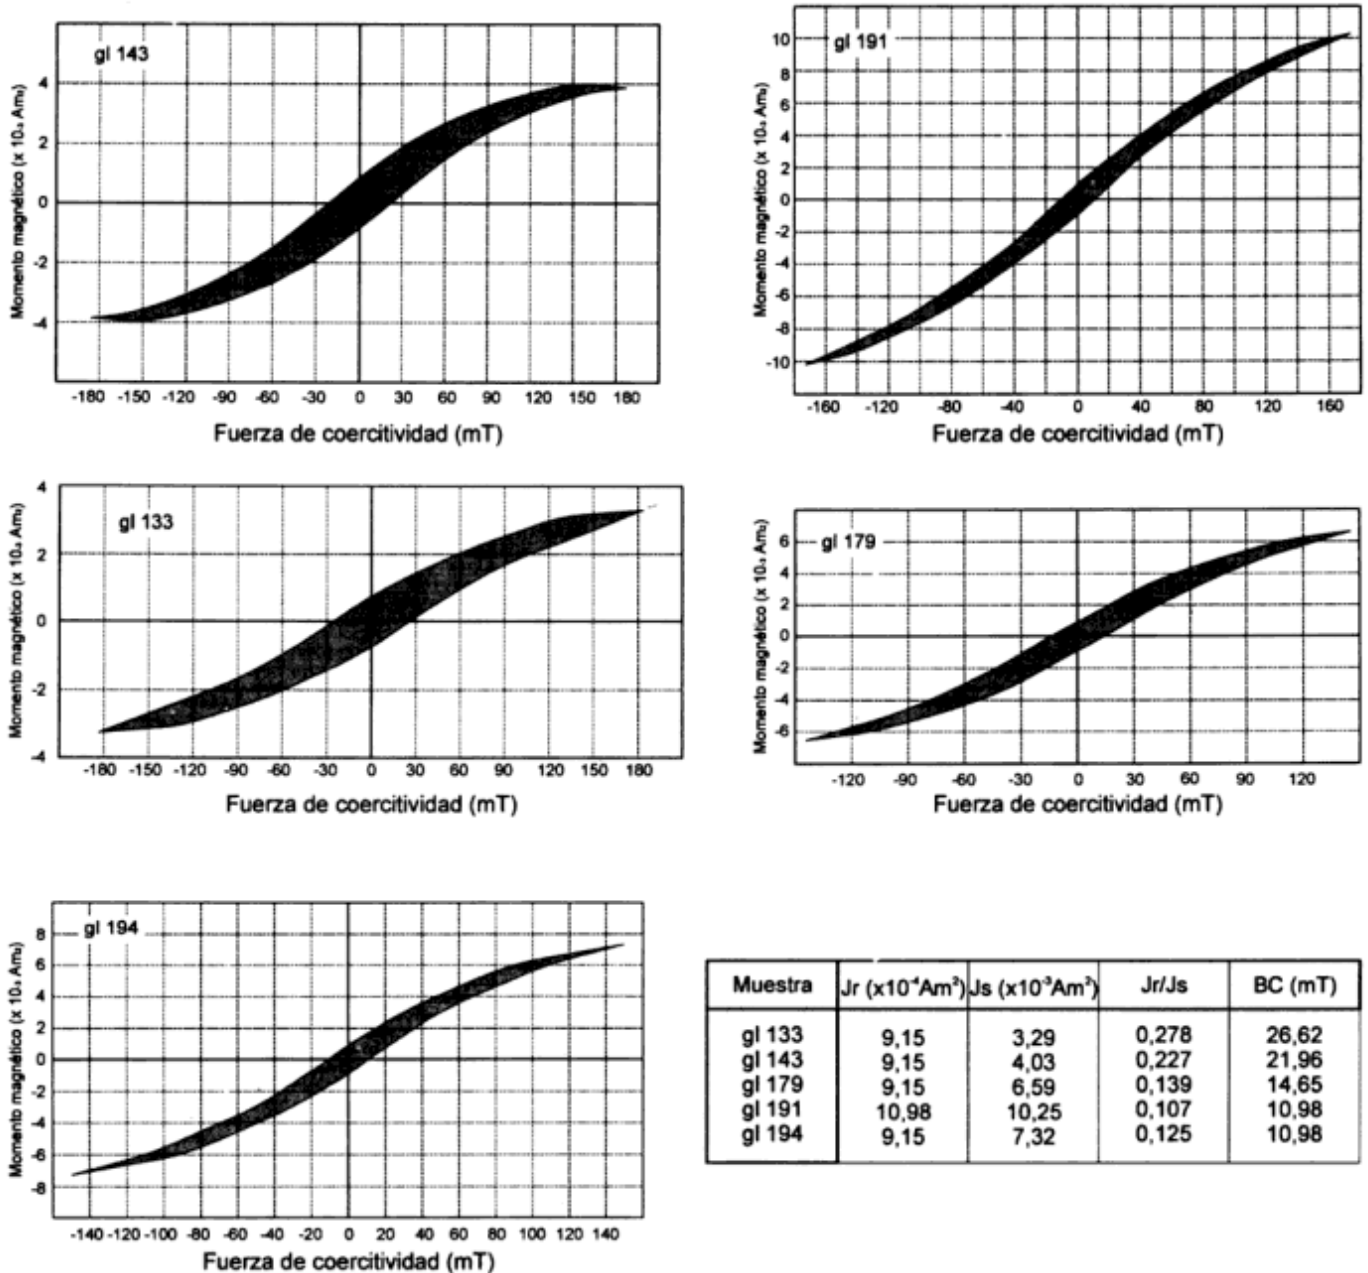 gl 143
4
2
0
-2
-4
Momento magnético (x 10₋₃ Am₂)
-180 -150 -120 -90 -60 -30 0 30 60 90 120 150 180
Fuerza de coercitividad (mT)
gl 191
10
8
6
4
2
0
-2
-4
-6
-8
-10
Momento magnético (x 10₋₃ Am₂)
-160 -120 -80 -40 0 40 80 120 160
Fuerza de coercitividad (mT)
gl 133
4
2
0
-2
-4
Momento magnético (x 10₋₃ Am₂)
-180 -150 -120 -90 -60 -30 0 30 60 90 120 150 180
Fuerza de coercitividad (mT)
gl 179
6
4
2
0
-2
-4
-6
Momento magnético (x 10₋₃ Am₂)
-120 -90 -60 -30 0 30 60 90 120
Fuerza de coercitividad (mT)
gl 194
8
6
4
2
0
-2
-4
-6
-8
Momento magnético (x 10₋₃ Am₂)
-140 -120 -100 -80 -60 -40 -20 0 20 40 60 80 100 120 140
Fuerza de coercitividad (mT)
Muestra Jr (x10⁻⁴Am²) Js (x10⁻³Am²) Jr/Js BC (mT)
gl 133 9,15 3,29 0,278 26,62
gl 143 9,15 4,03 0,227 21,96
gl 179 9,15 6,59 0,139 14,65
gl 191 10,98 10,25 0,107 10,98
gl 194 9,15 7,32 0,125 10,98